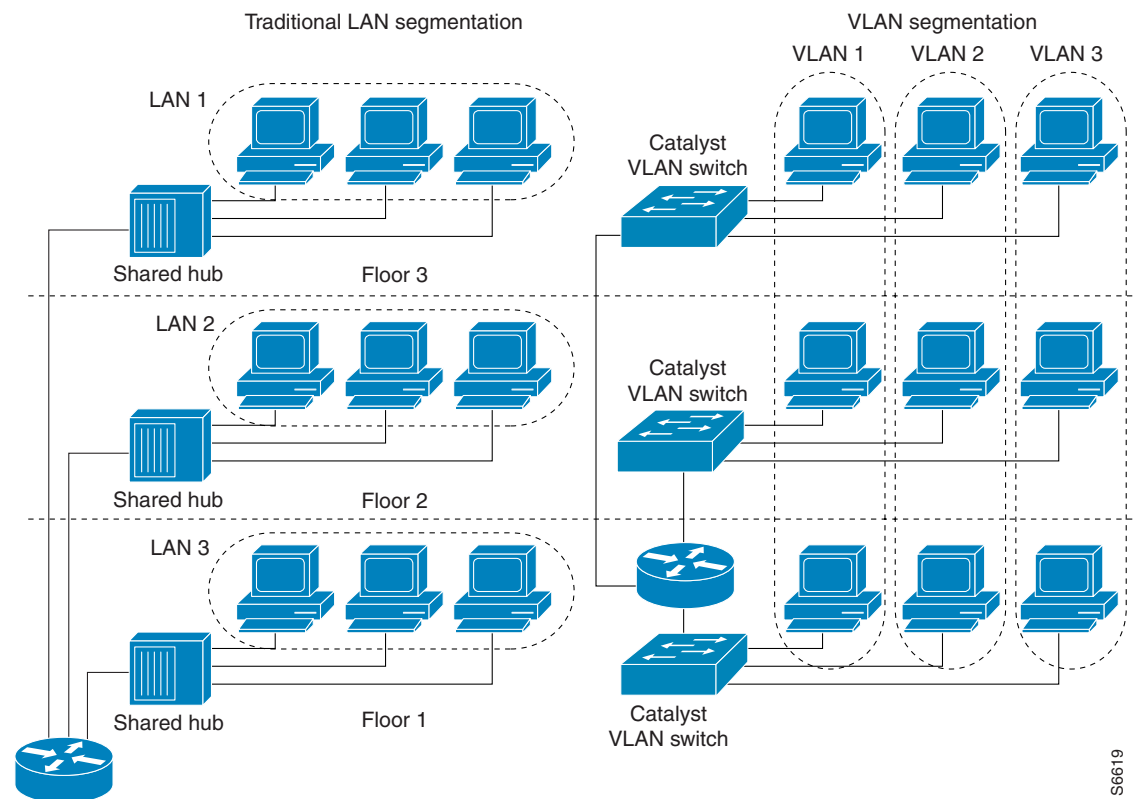 Traditional LAN segmentation
VLAN segmentation
VLAN 1
VLAN 2
VLAN 3
LAN 1
Catalyst
VLAN switch
Shared hub
Floor 3
LAN 2
Catalyst
VLAN switch
Shared hub
Floor 2
LAN 3
Shared hub
Floor 1
Catalyst
VLAN switch
S6619